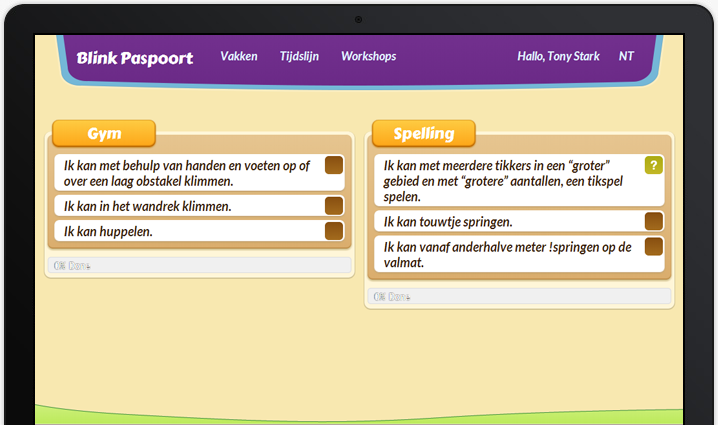 Blink Paspoort
Vakken
Tijdslijn
Workshops
Hallo, Tony Stark
NT
Gym
Ik kan met behulp van handen en voeten op of
over een laag obstakel klimmen.
Ik kan in het wandrek klimmen.
Ik kan huppelen.
0% Done
Spelling
Ik kan met meerdere tikkers in een “groter”
gebied en met “grotere” aantallen, een tikspel
spelen.
?
Ik kan touwtje springen.
Ik kan vanaf anderhalve meter !springen op de
valmat.
0% Done